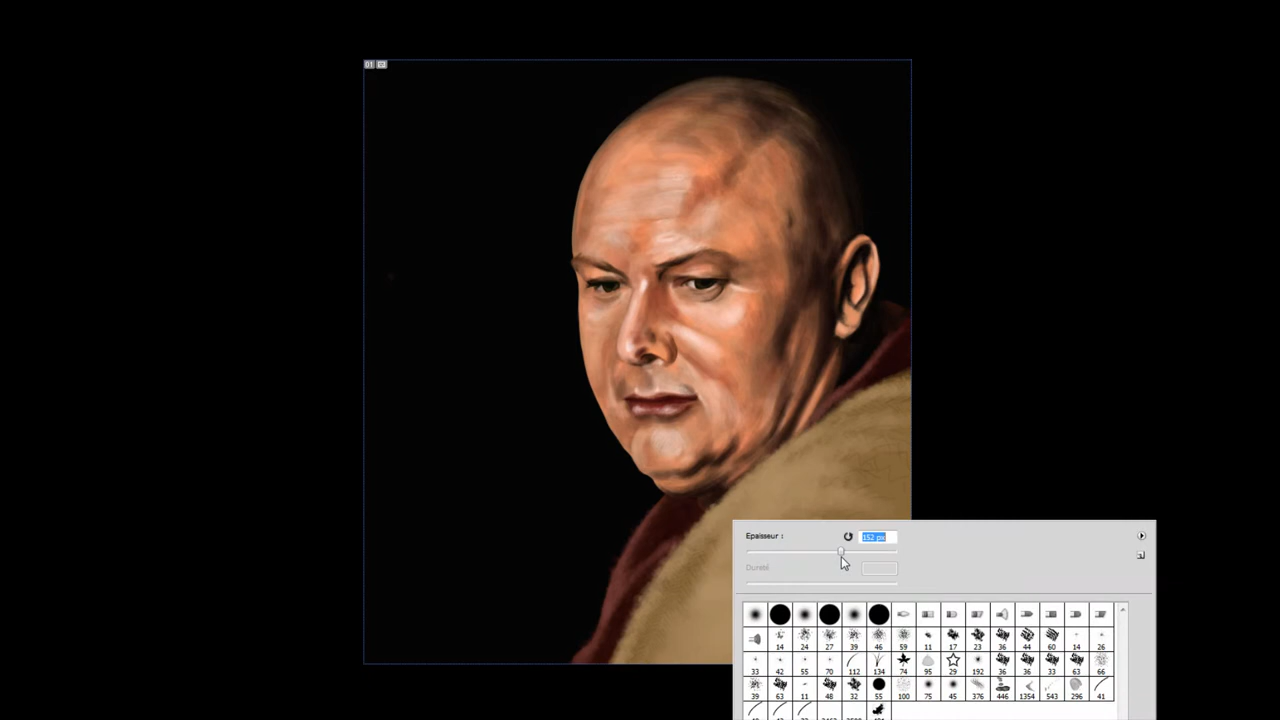 01
Epaisseur :
152 px
Dureté
14 24 27 39 46 59 11 17 23 36 44 60 14 26
33 42 55 70 112 134 74 95 29 192 36 36 33 63 66
39 63 11 48 32 55 100 75 45 376 446 1354 543 296 41